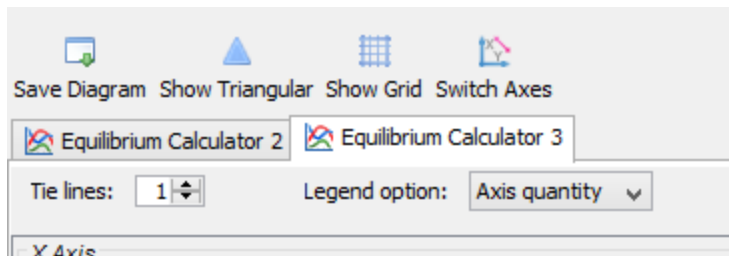 Save Diagram Show Triangular Show Grid Switch Axes
Equilibrium Calculator 2 Equilibrium Calculator 3
Tie lines: 1 Legend option: Axis quantity
X Axis